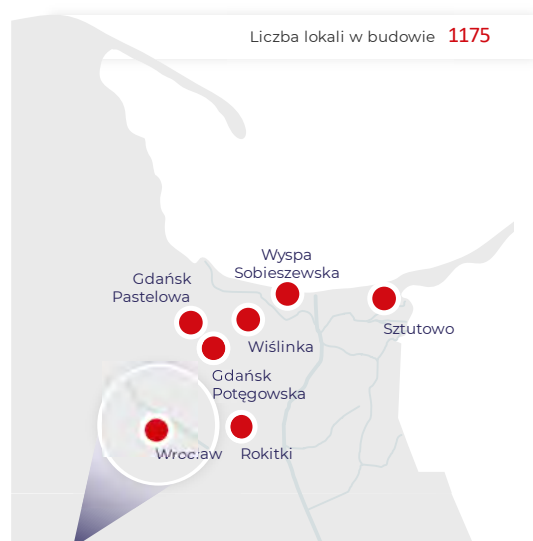 Liczba lokali w budowie 1175
Wyspa
Sobieszewska
Gdańsk
Pastelowa
Sztutowo
Wiślinka
Gdańsk
Potęgowska
Wrocław
Rokitki